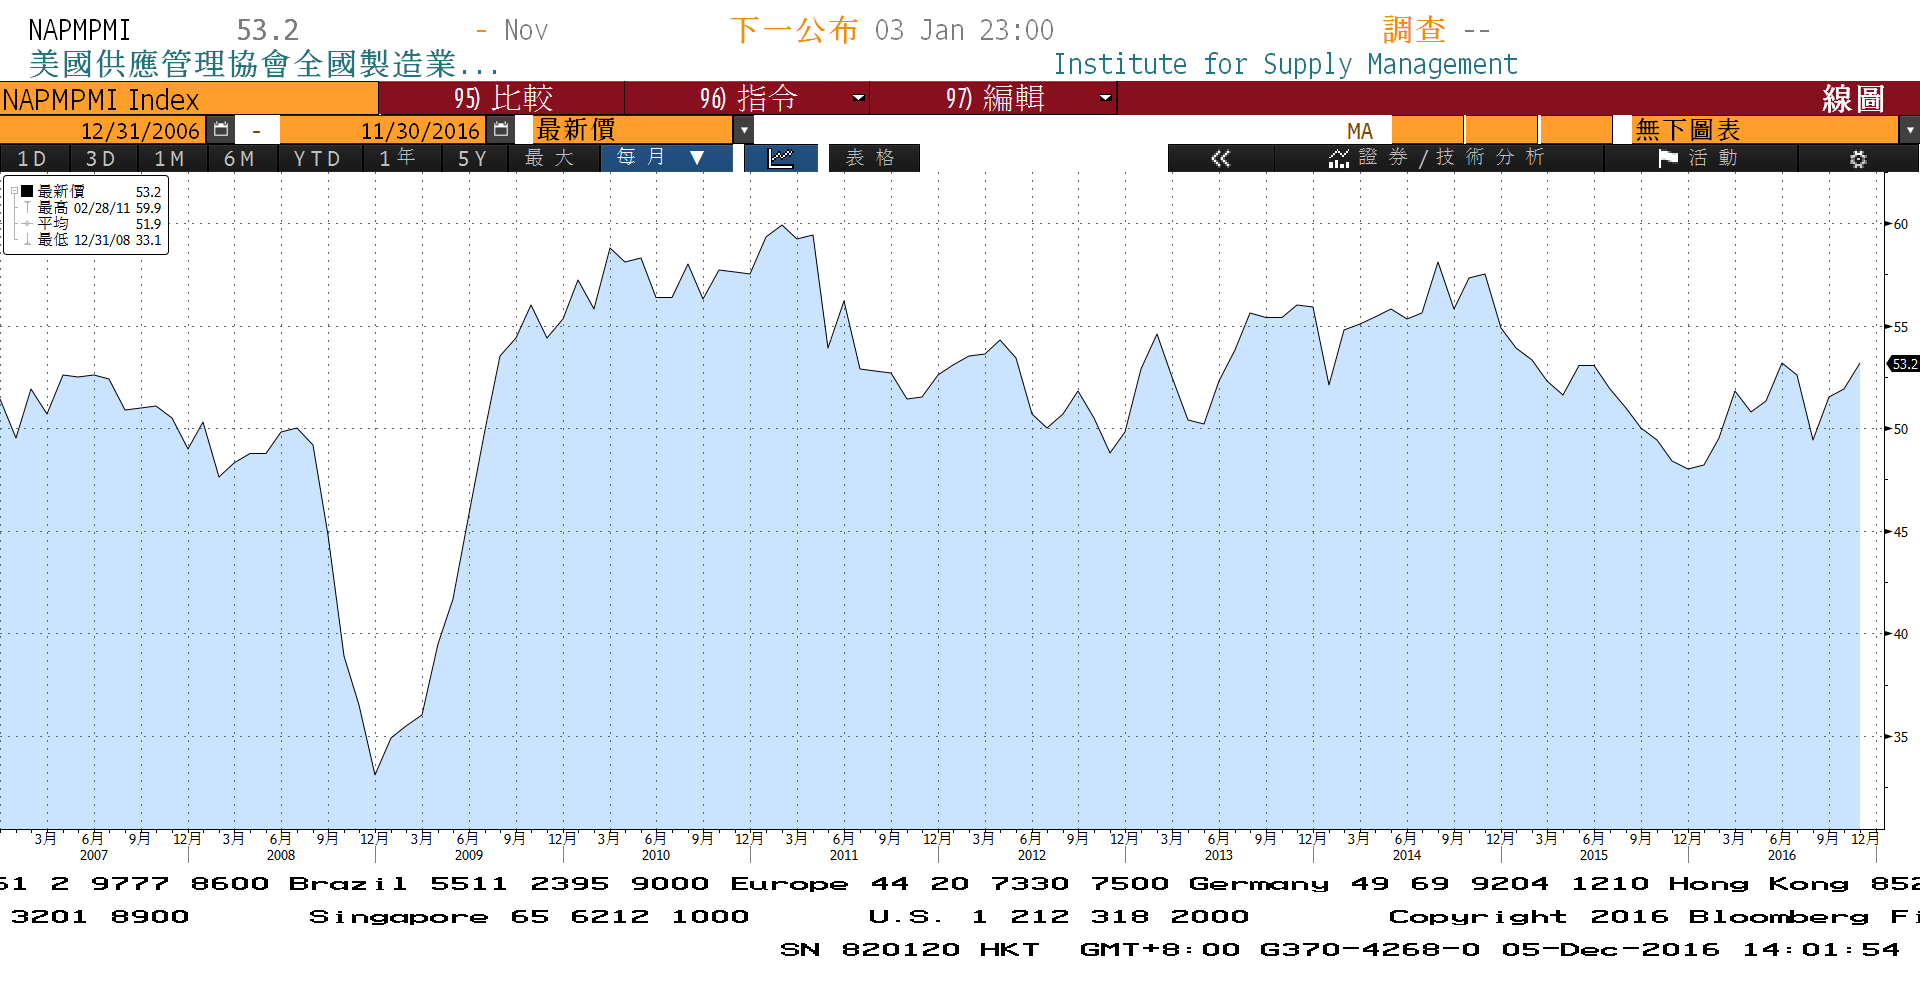 NAPMPMI 53.2 - Nov 下一公布 03 Jan 23:00 調查 --
美國供應管理協會全國製造業... Institute for Supply Management
NAPMPMI Index 95) 比較 96) 指令 97) 編輯 線圖
12/31/2006 - 11/30/2016 最新價 MA 無下圖表
1D 3D 1M 6M YTD 1年 5Y 最大 每月 ▼ 表格 « 證券/技術分析 活動
最新價 53.2
最高 02/28/11 59.9
平均 51.9
最低 12/31/08 33.1
60
55
53.2
50
45
40
35
3月 6月 9月 12月 3月 6月 9月 12月 3月 6月 9月 12月 3月 6月 9月 12月 3月 6月 9月 12月 3月 6月 9月 12月 3月 6月 9月 12月 3月 6月 9月 12月 3月 6月 9月 12月 3月 6月 9月 12月
2007 2008 2009 2010 2011 2012 2013 2014 2015 2016
61 2 9777 8600 Brazil 5511 2395 9000 Europe 44 20 7330 7500 Germany 49 69 9204 1210 Hong Kong 852
3201 8900 Singapore 65 6212 1000 U.S. 1 212 318 2000 Copyright 2016 Bloomberg Fi
SN 820120 HKT GMT+8:00 G370-4268-0 05-Dec-2016 14:01:54